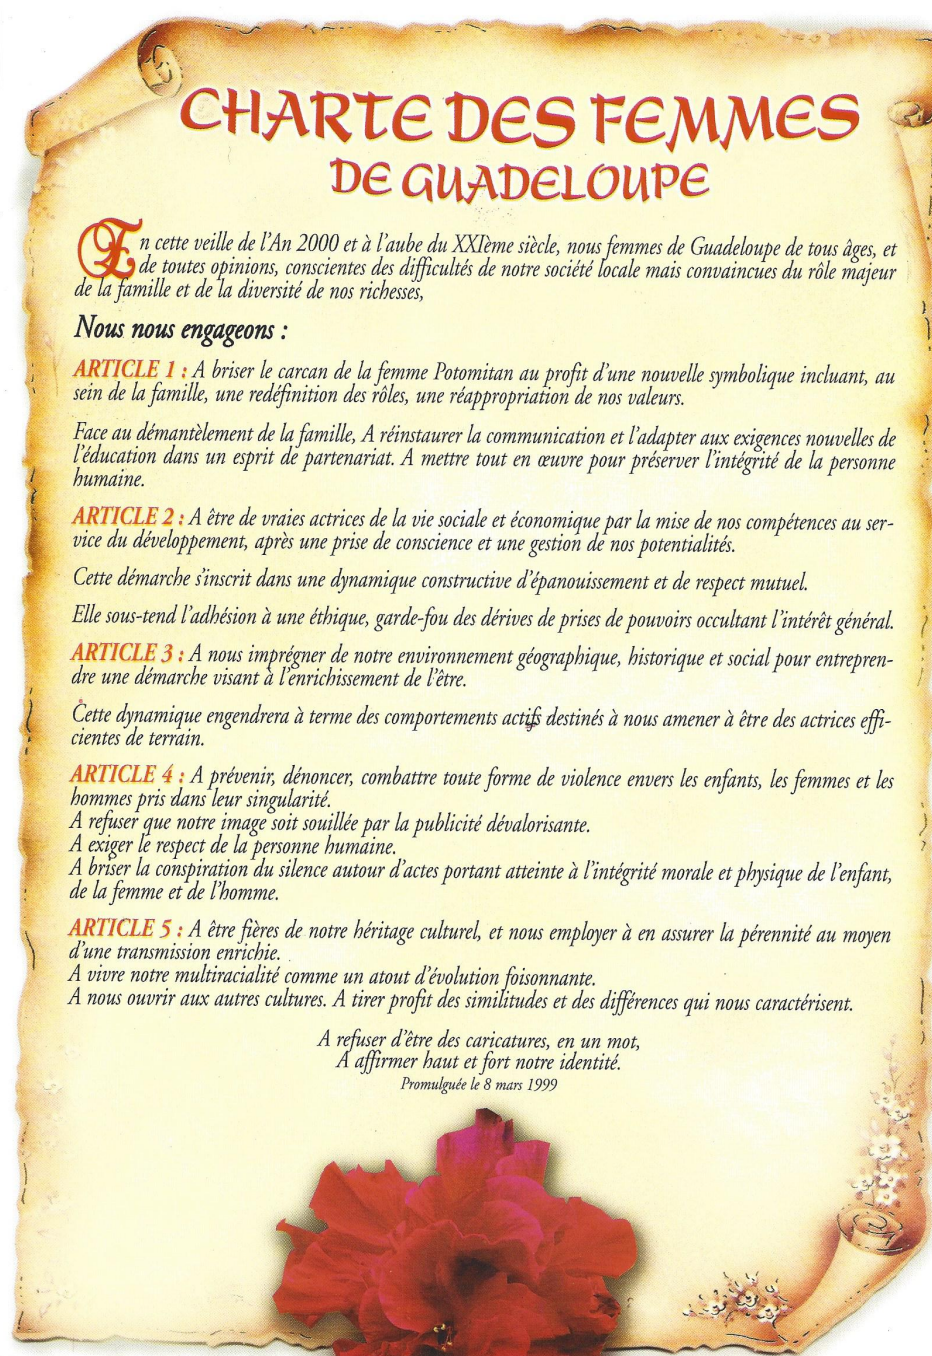 CHARTE DES FEMMES
DE GUADELOUPE
En cette veille de l'An 2000 et à l'aube du XXIème siècle, nous femmes de Guadeloupe de tous âges, et
de toutes opinions, conscientes des difficultés de notre société locale mais convaincues du rôle majeur
de la famille et de la diversité de nos richesses,
Nous nous engageons :
ARTICLE 1 : A briser le carcan de la femme Potomitan au profit d'une nouvelle symbolique incluant, au
sein de la famille, une redéfinition des rôles, une réappropriation de nos valeurs.
Face au démantèlement de la famille, A réinstaurer la communication et l'adapter aux exigences nouvelles de
l'éducation dans un esprit de partenariat. A mettre tout en œuvre pour préserver l'intégrité de la personne
humaine.
ARTICLE 2 : A être de vraies actrices de la vie sociale et économique par la mise de nos compétences au ser-
vice du développement, après une prise de conscience et une gestion de nos potentialités.
Cette démarche s'inscrit dans une dynamique constructive d'épanouissement et de respect mutuel.
Elle sous-tend l'adhésion à une éthique, garde-fou des dérives de prises de pouvoirs occultant l'intérêt général.
ARTICLE 3 : A nous imprégner de notre environnement géographique, historique et social pour entrepren-
dre une démarche visant à l'enrichissement de l'être.
Cette dynamique engendrera à terme des comportements actifs destinés à nous amener à être des actrices effi-
cientes de terrain.
ARTICLE 4 : A prévenir, dénoncer, combattre toute forme de violence envers les enfants, les femmes et les
hommes pris dans leur singularité.
A refuser que notre image soit souillée par la publicité dévalorisante.
A exiger le respect de la personne humaine.
A briser la conspiration du silence autour d'actes portant atteinte à l'intégrité morale et physique de l'enfant,
de la femme et de l'homme.
ARTICLE 5 : A être fières de notre héritage culturel, et nous employer à en assurer la pérennité au moyen
d'une transmission enrichie.
A vivre notre multiracialité comme un atout d'évolution foisonnante.
A nous ouvrir aux autres cultures. A tirer profit des similitudes et des différences qui nous caractérisent.
A refuser d'être des caricatures, en un mot,
A affirmer haut et fort notre identité.
Promulguée le 8 mars 1999